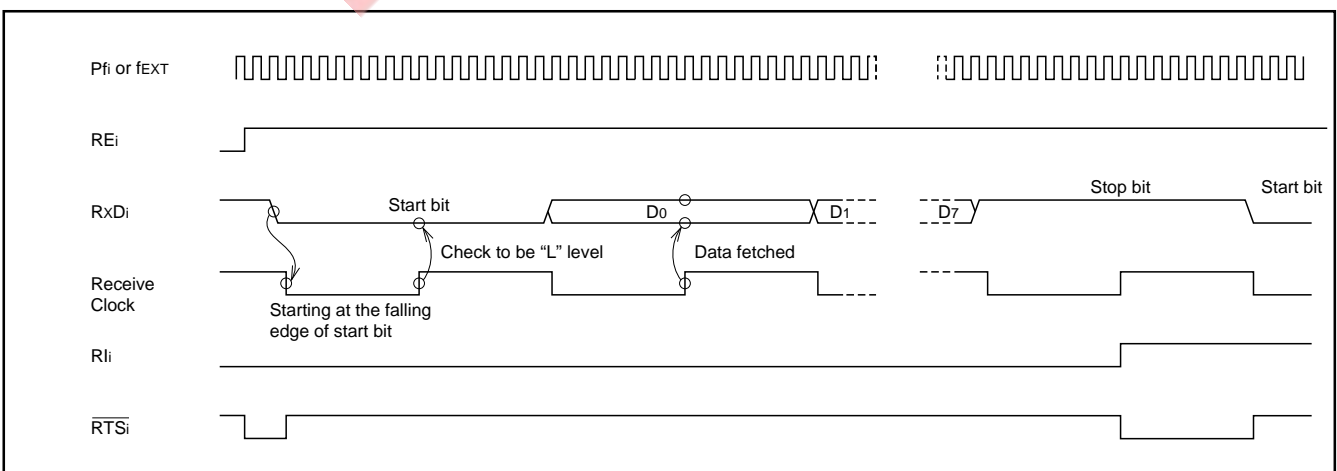 Pfi or fEXT
REi
RxDi
Start bit
D0
D1
D7
Stop bit
Start bit
Check to be “L” level
Data fetched
Receive
Clock
Starting at the falling
edge of start bit
RIi
RTSi